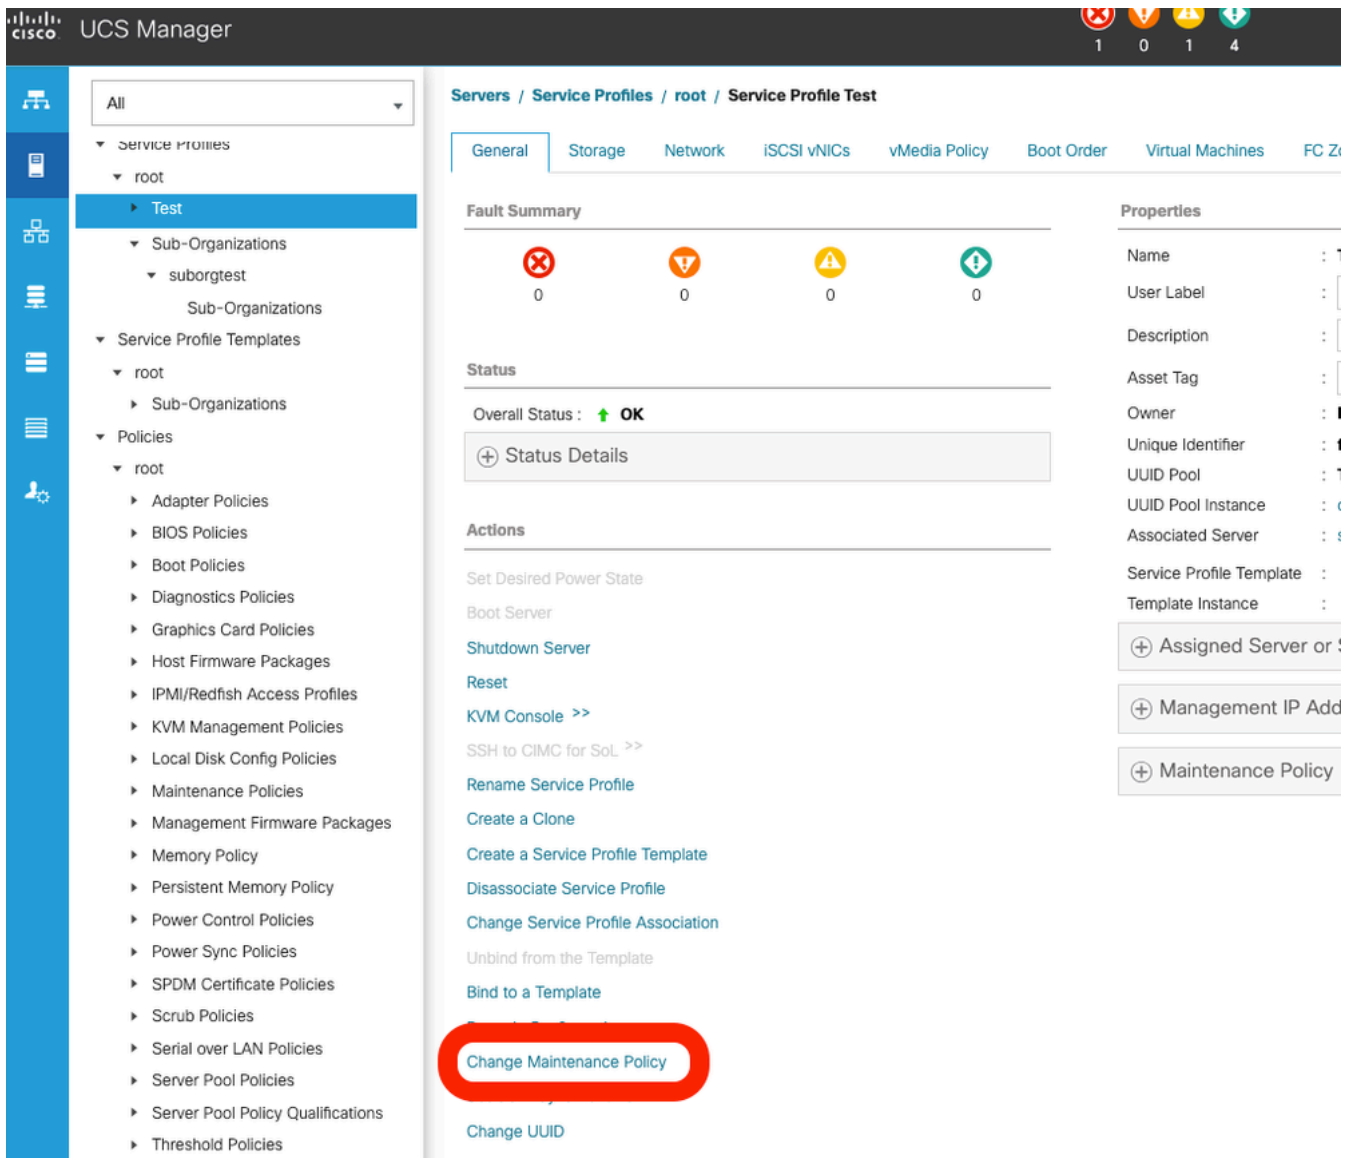 CISCO
UCS Manager
1 0 1 4
All
Service Profiles
root
Test
Sub-Organizations
suborgtest
Sub-Organizations
Service Profile Templates
root
Sub-Organizations
Policies
root
Adapter Policies
BIOS Policies
Boot Policies
Diagnostics Policies
Graphics Card Policies
Host Firmware Packages
IPMI/Redfish Access Profiles
KVM Management Policies
Local Disk Config Policies
Maintenance Policies
Management Firmware Packages
Memory Policy
Persistent Memory Policy
Power Control Policies
Power Sync Policies
SPDM Certificate Policies
Scrub Policies
Serial over LAN Policies
Server Pool Policies
Server Pool Policy Qualifications
Threshold Policies
Servers / Service Profiles / root / Service Profile Test
General Storage Network iSCSI vNICs vMedia Policy Boot Order Virtual Machines FC
Fault Summary
0 0 0 0
Status
Overall Status : OK
Status Details
Actions
Set Desired Power State
Boot Server
Shutdown Server
Reset
KVM Console >>
SSH to CIMC for SoL >>
Rename Service Profile
Create a Clone
Create a Service Profile Template
Disassociate Service Profile
Change Service Profile Association
Unbind from the Template
Bind to a Template
Change Maintenance Policy
Change UUID
Properties
Name :
User Label :
Description :
Asset Tag :
Owner :
Unique Identifier :
UUID Pool :
UUID Pool Instance :
Associated Server :
Service Profile Template :
Template Instance :
Assigned Server or
Management IP Add
Maintenance Policy